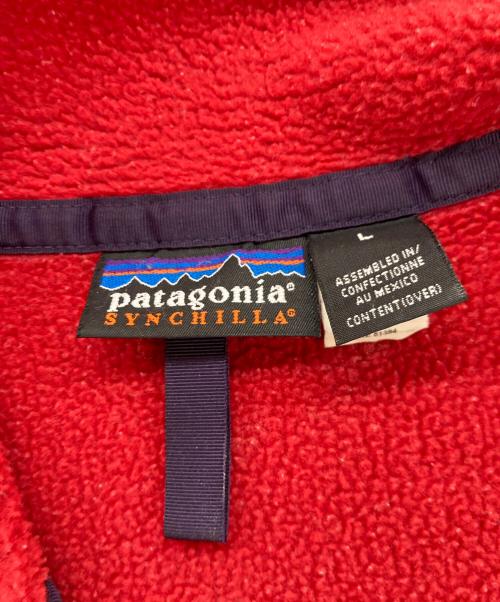 patagonia®
SYNCHILLA®
L
ASSEMBLED IN/
CONFECTIONNE
AU MEXICO
CONTENT(OVER)